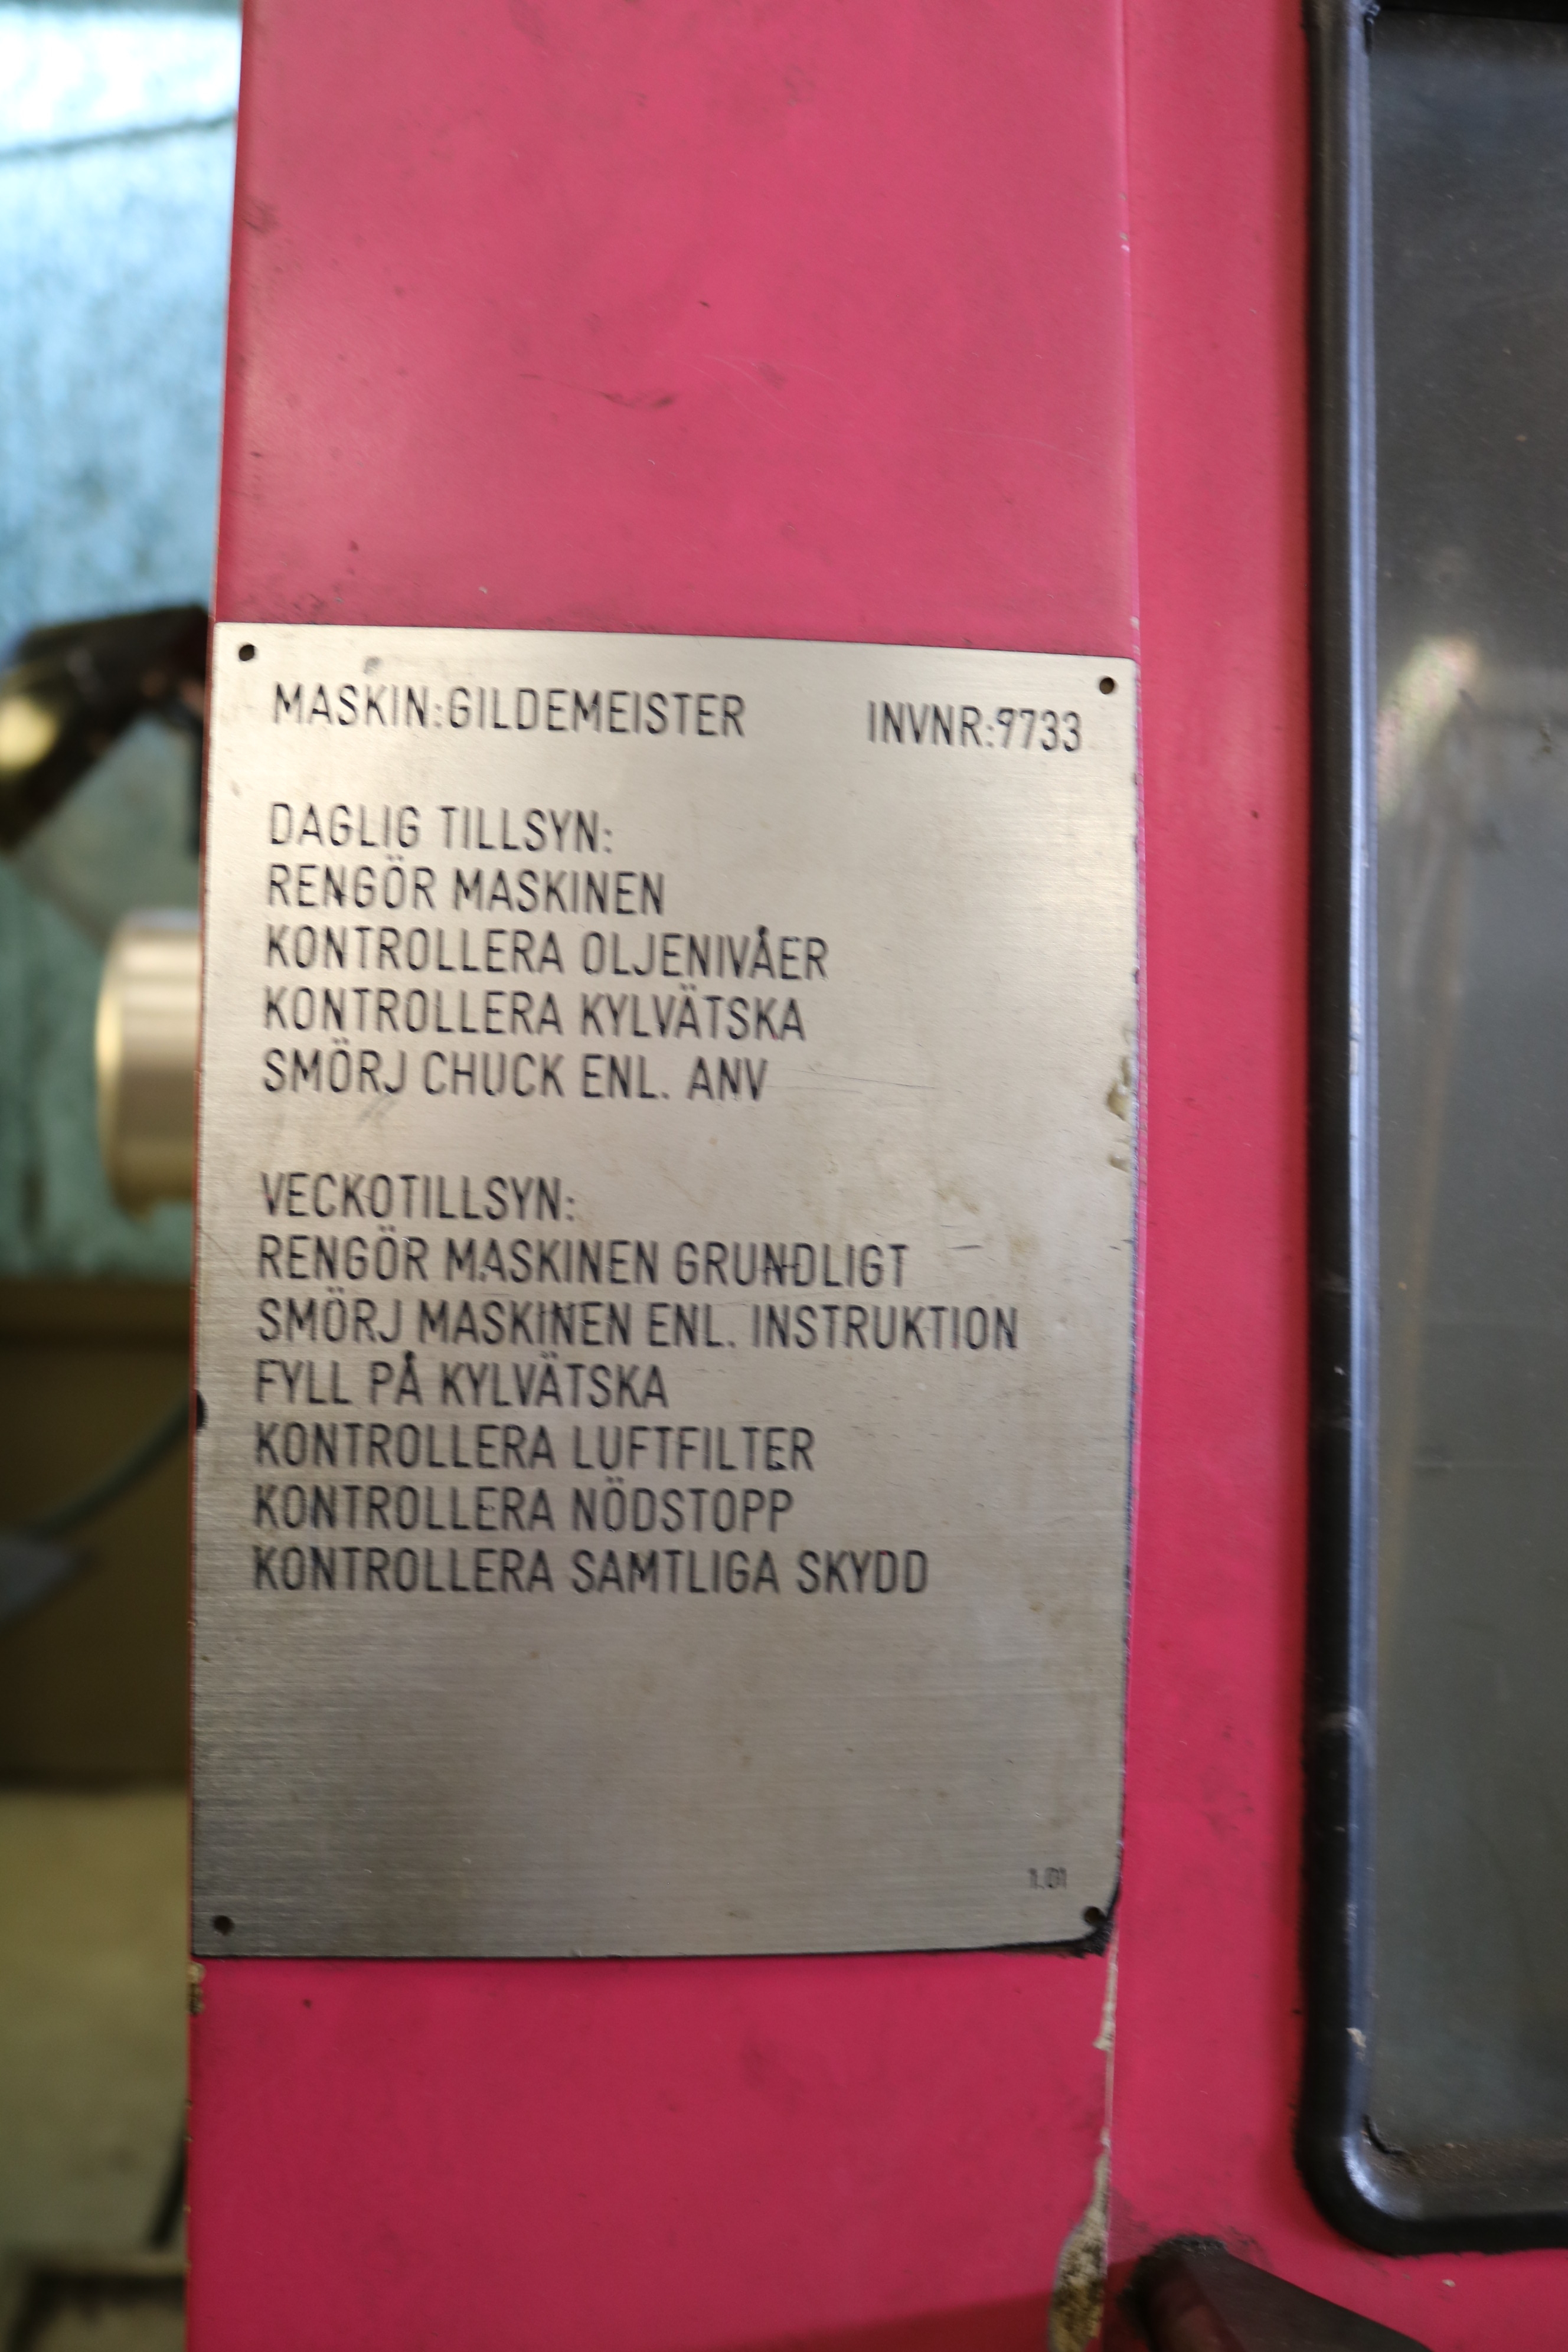 MASKIN:GILDEMEISTER INVNR:9733
DAGLIG TILLSYN:
RENGÖR MASKINEN
KONTROLLERA OLJENIVÅER
KONTROLLERA KYLVÄTSKA
SMÖRJ CHUCK ENL. ANV
VECKOTILLSYN:
RENGÖR MASKINEN GRUNDLIGT
SMÖRJ MASKINEN ENL. INSTRUKTION
FYLL PÅ KYLVÄTSKA
KONTROLLERA LUFTFILTER
KONTROLLERA NÖDSTOPP
KONTROLLERA SAMTLIGA SKYDD
1.01